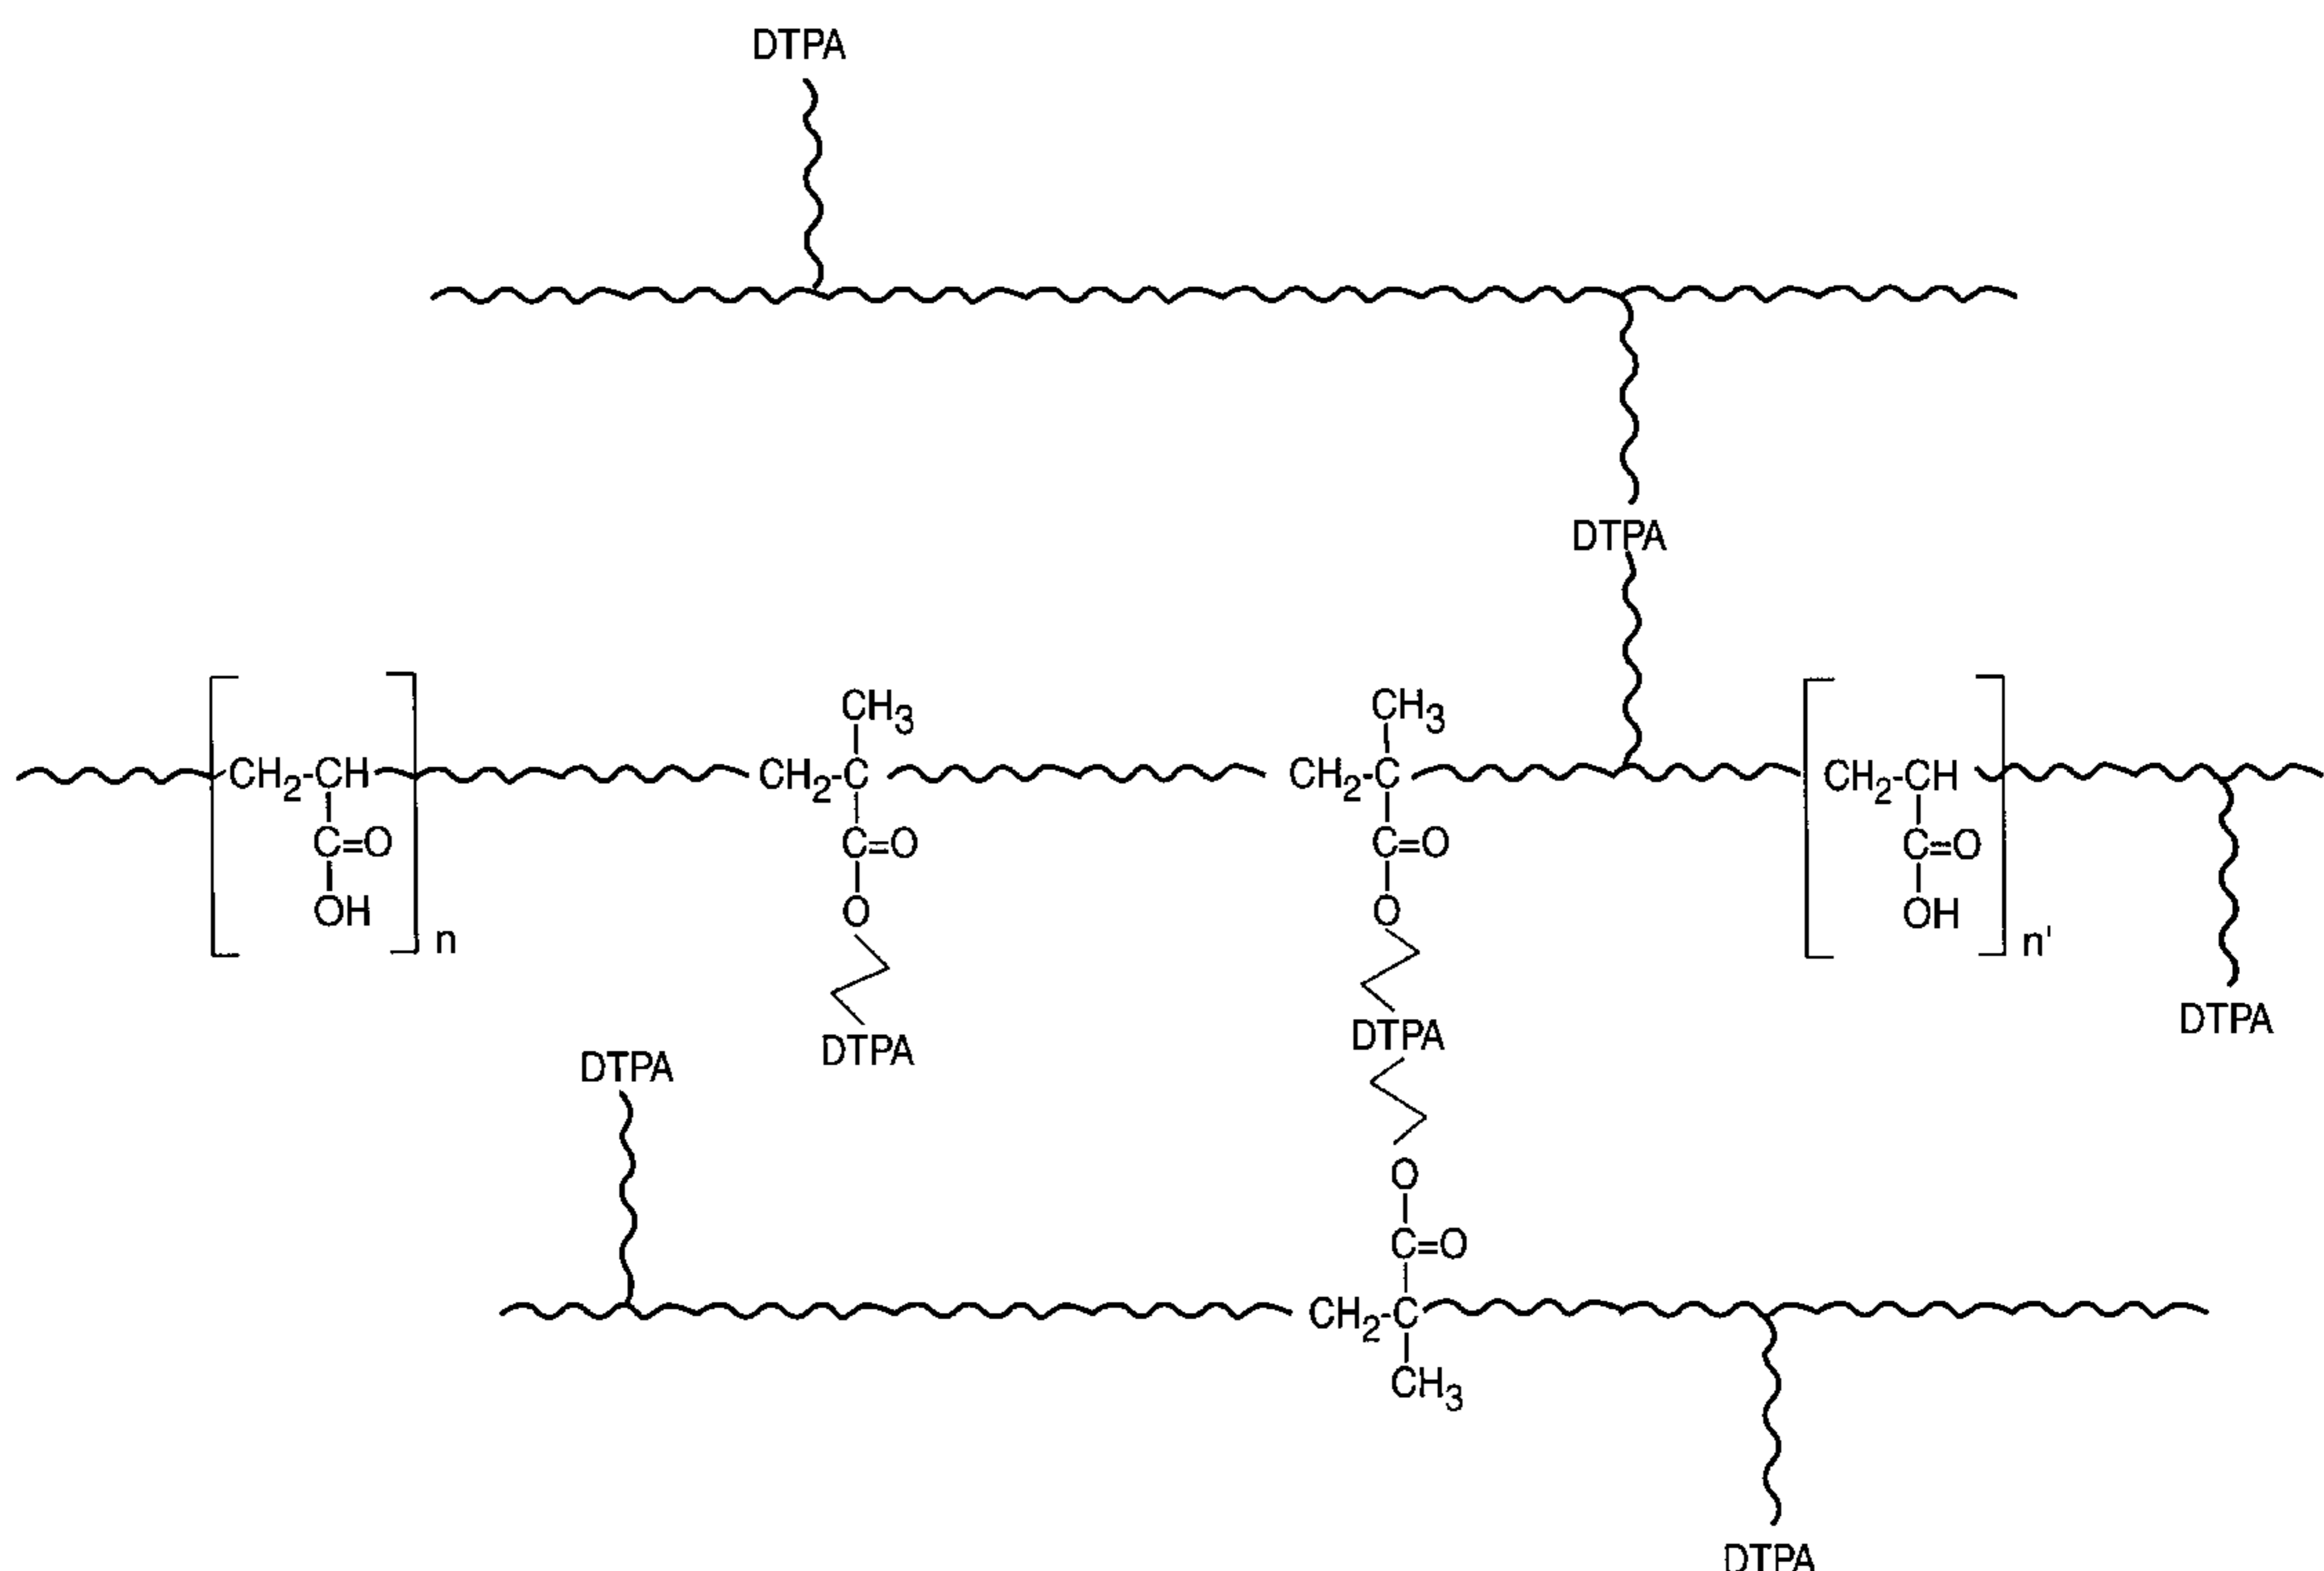 DTPA
DTPA
CH3 CH3
CH2-CH CH2-C CH2-C CH2-CH
C=O C=O C=O C=O
OH O O OH
n n'
DTPA DTPA DTPA
DTPA
O
C=O
CH2-C
CH3
DTPA